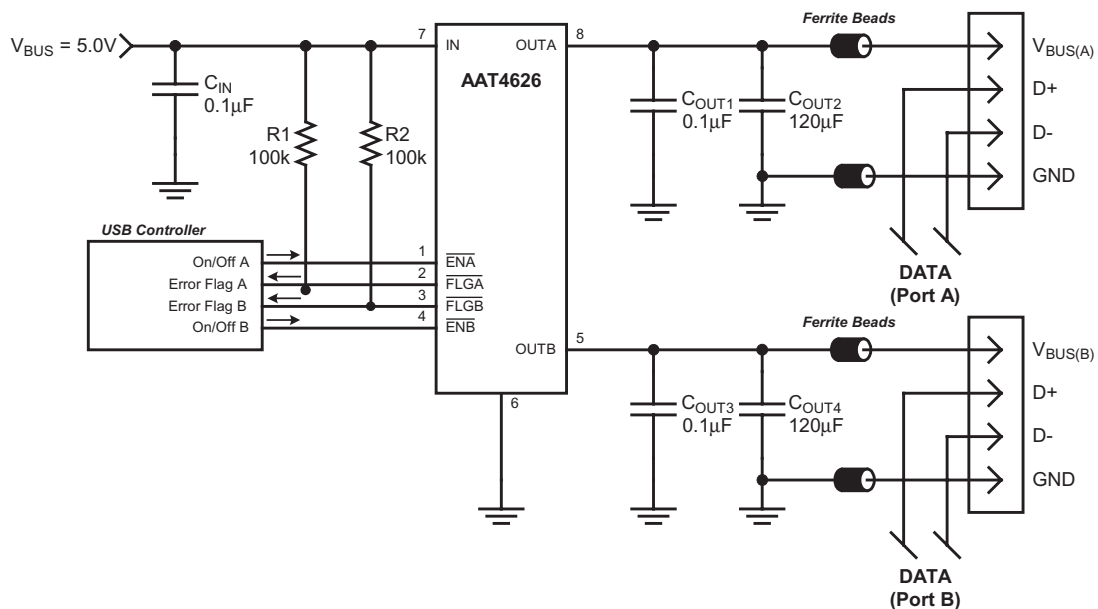 Ferrite Beads
V_BUS = 5.0V
7
IN
OUTA
8
V_BUS(A)
AAT4626
C_IN
0.1μF
R1
100k
R2
100k
C_OUT1
0.1μF
C_OUT2
120μF
D+
D-
GND
USB Controller
On/Off A
Error Flag A
Error Flag B
On/Off B
1
2
3
4
ENA
FLGA
FLGB
ENB
DATA
(Port A)
Ferrite Beads
OUTB
5
V_BUS(B)
6
C_OUT3
0.1μF
C_OUT4
120μF
D+
D-
GND
DATA
(Port B)